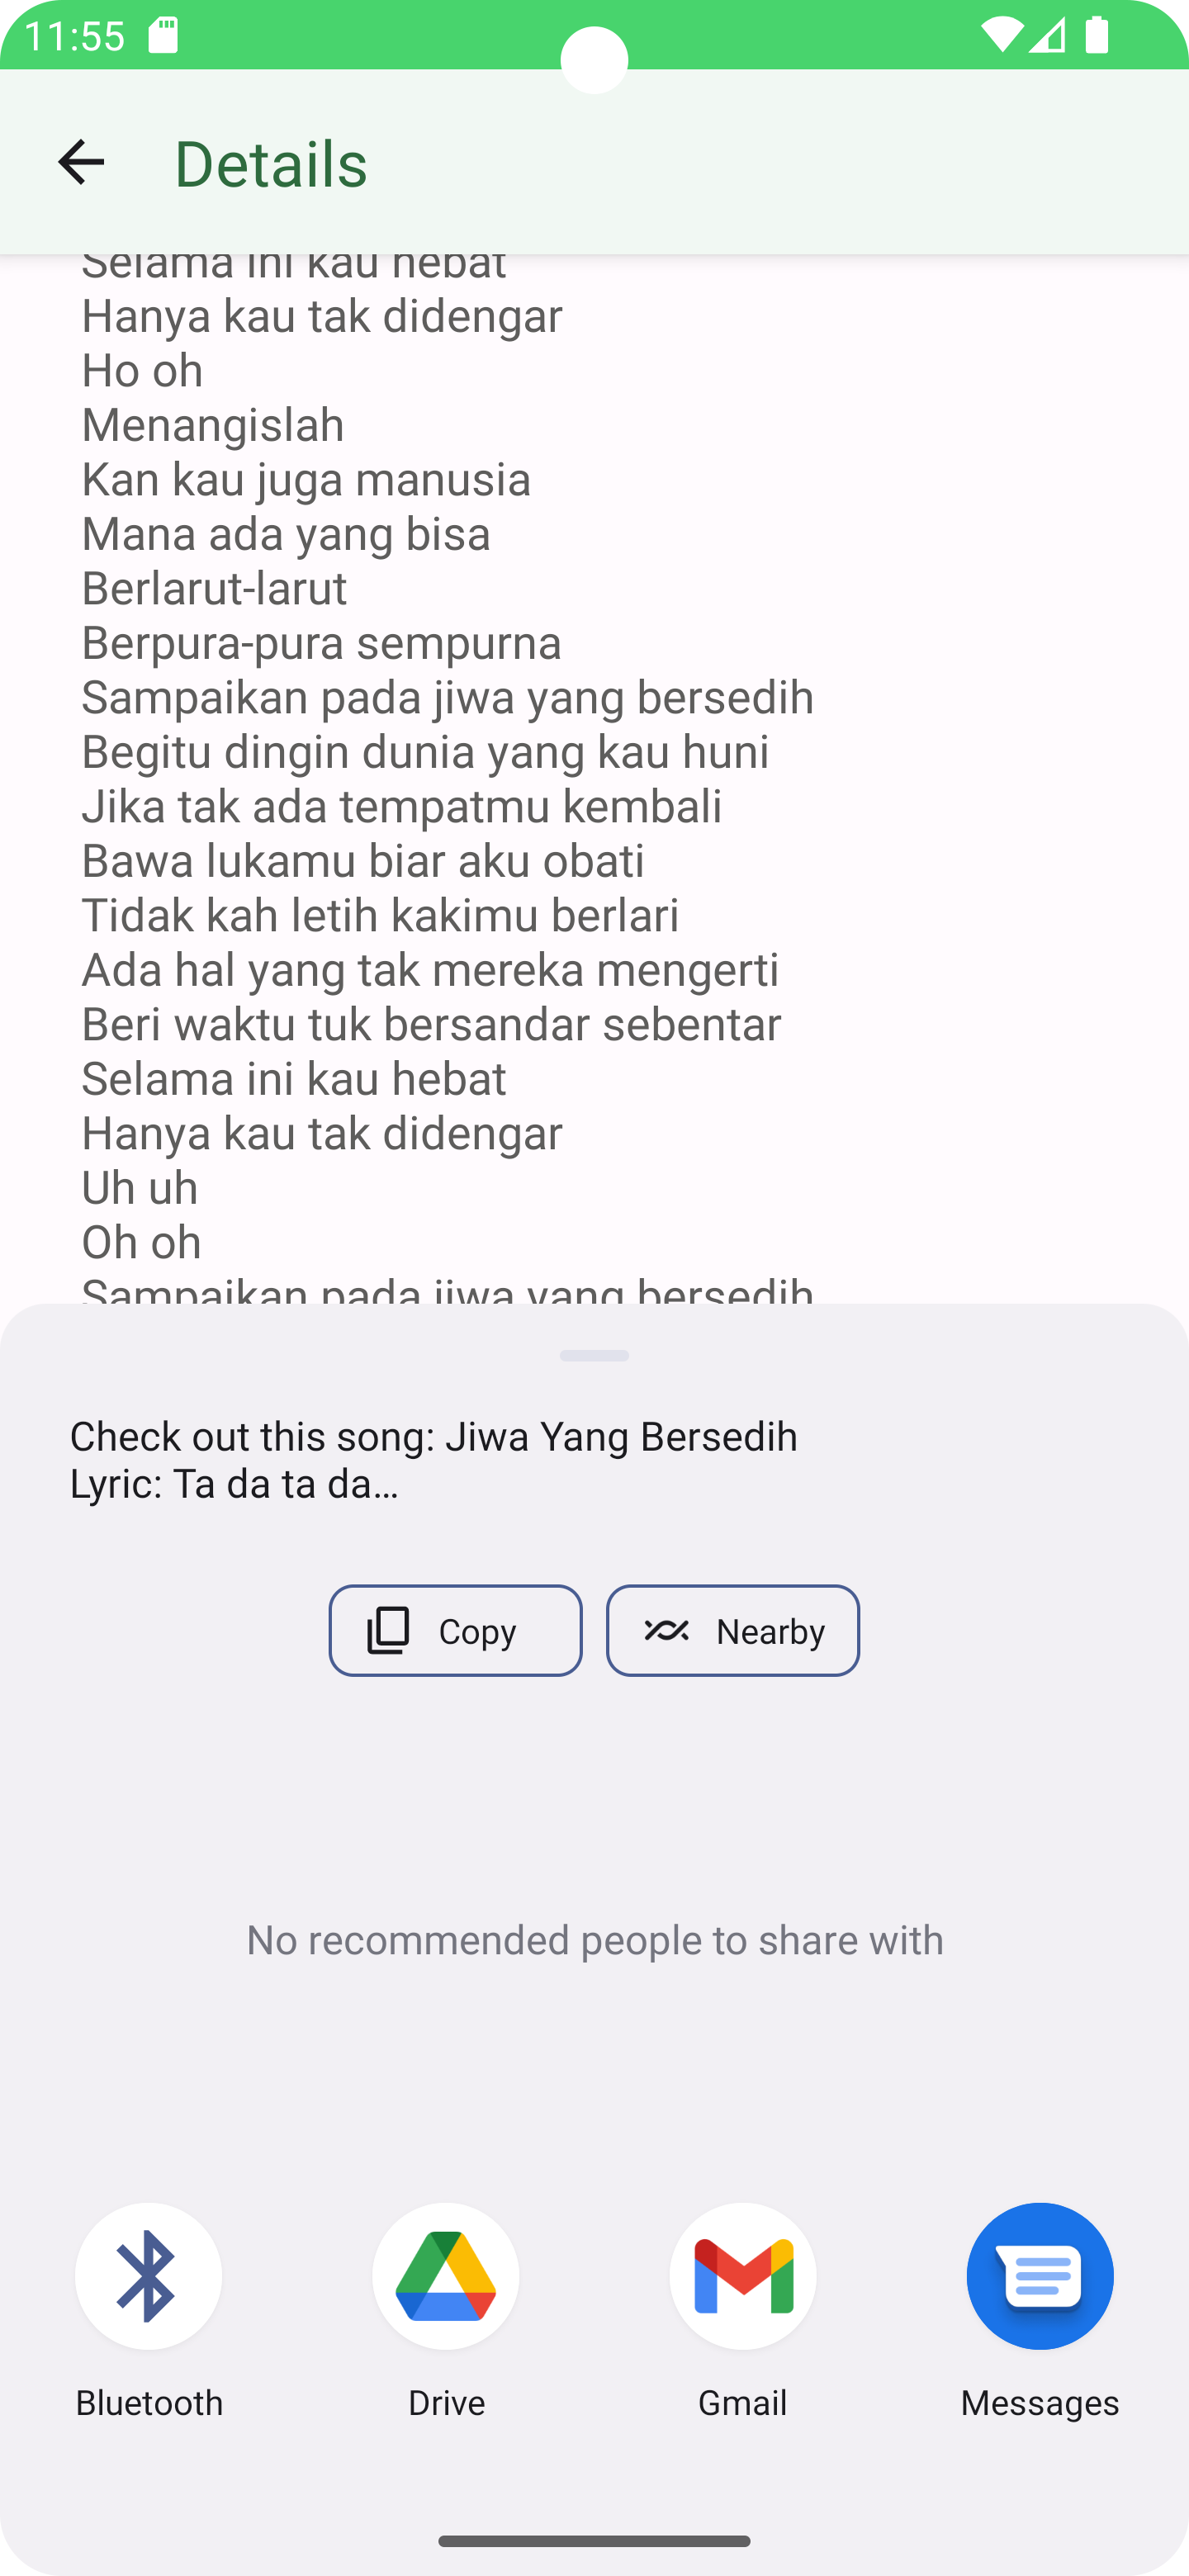 11:55
Details
Selama ini kau hebat
Hanya kau tak didengar
Ho oh
Menangislah
Kan kau juga manusia
Mana ada yang bisa
Berlarut-larut
Berpura-pura sempurna
Sampaikan pada jiwa yang bersedih
Begitu dingin dunia yang kau huni
Jika tak ada tempatmu kembali
Bawa lukamu biar aku obati
Tidak kah letih kakimu berlari
Ada hal yang tak mereka mengerti
Beri waktu tuk bersandar sebentar
Selama ini kau hebat
Hanya kau tak didengar
Uh uh
Oh oh
Sampaikan pada jiwa yang bersedih
Check out this song: Jiwa Yang Bersedih
Lyric: Ta da ta da...
Copy
Nearby
No recommended people to share with
Bluetooth
Drive
Gmail
Messages